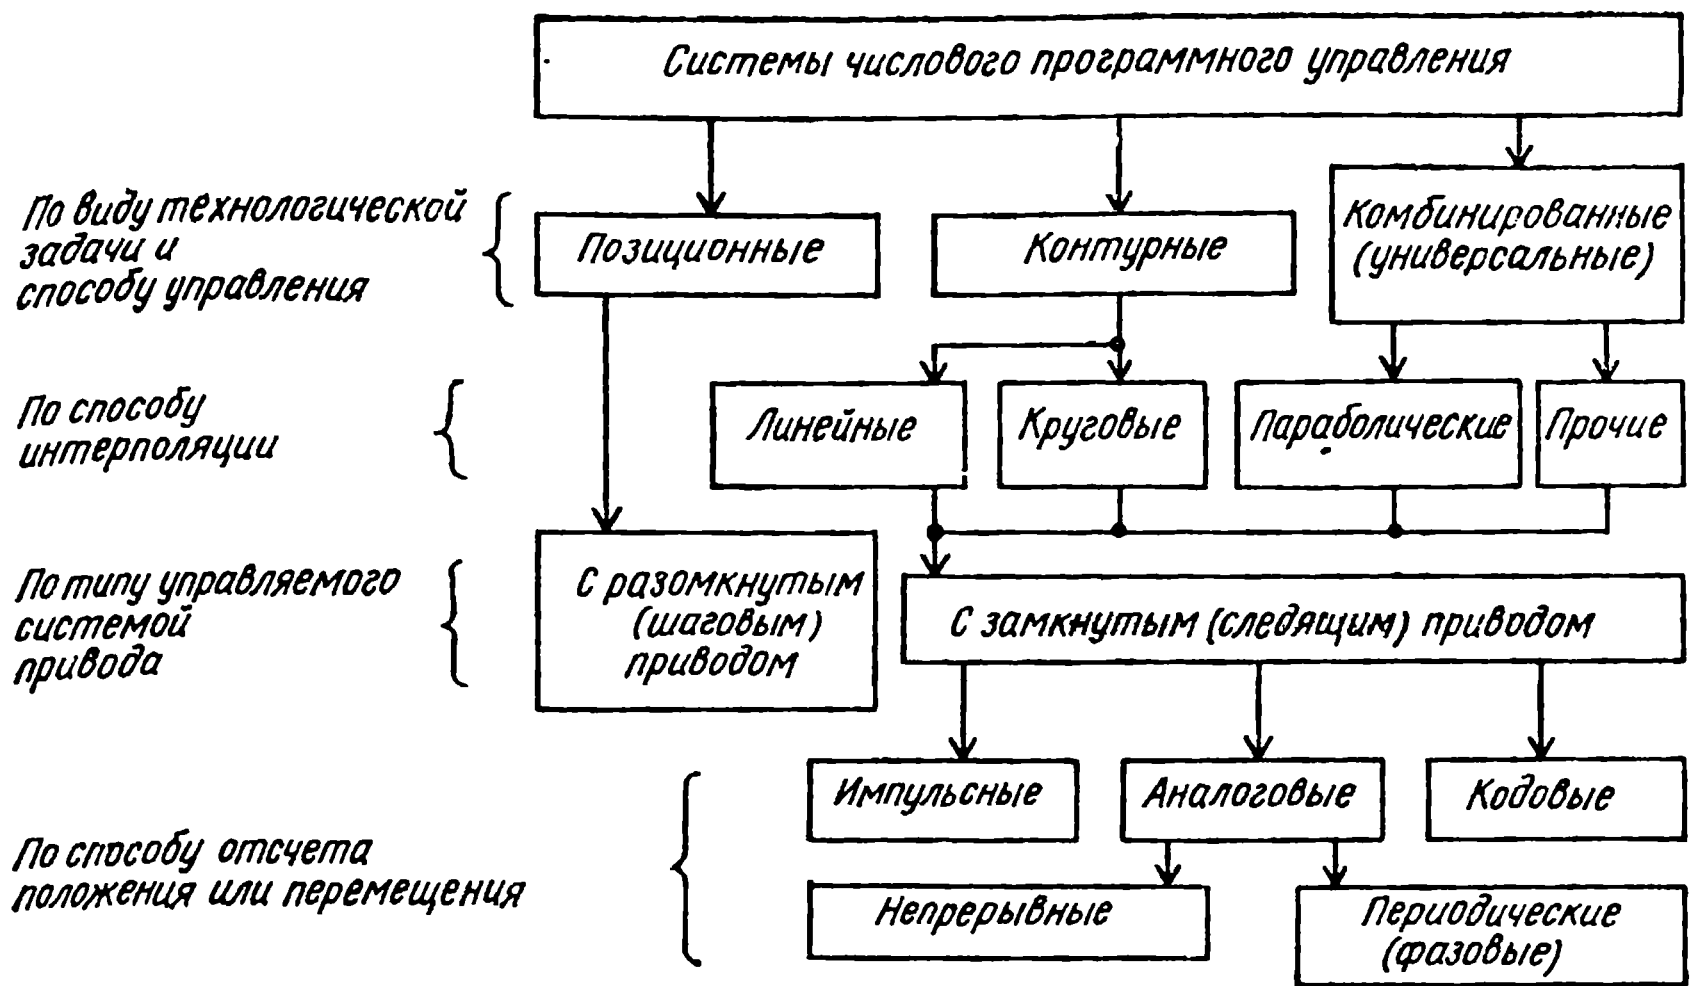 Системы числового программного управления
По виду технологической
задачи и
способу управления
Позиционные
Контурные
Комбинированные
(универсальные)
По способу
интерполяции
Линейные
Круговые
Параболические
Прочие
По типу управляемого
системой
привода
С разомкнутым
(шаговым)
приводом
С замкнутым (следящим) приводом
По способу отсчета
положения или перемещения
Импульсные
Аналоговые
Кодовые
Непрерывные
Периодические
(фазовые)